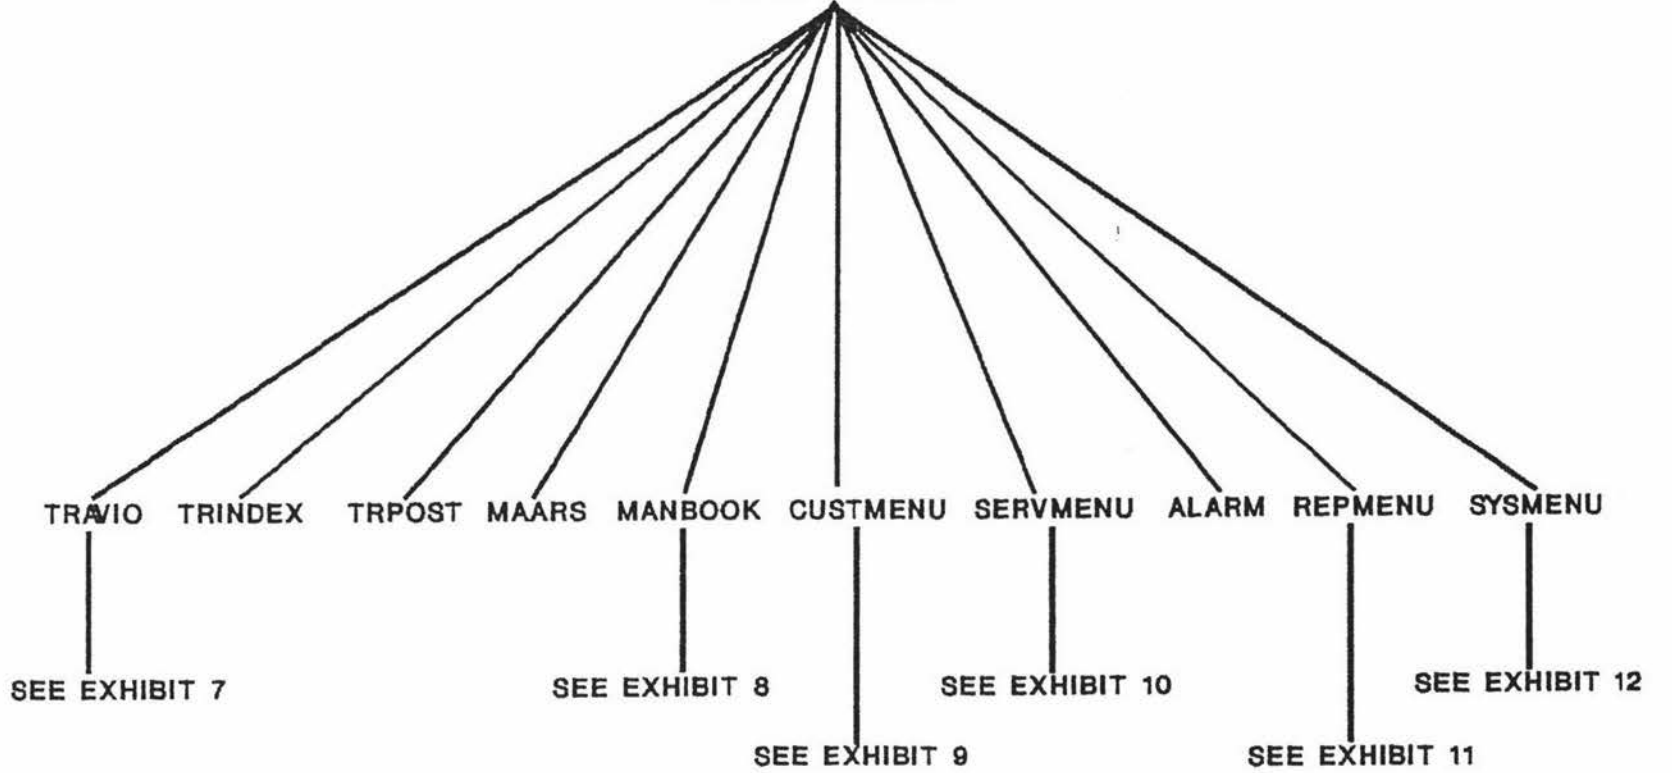 TRAVIO TRINDEX TRPOST MAARS MANBOOK CUSTMENU SERVMENU ALARM REPMENU SYSMENU
SEE EXHIBIT 7 SEE EXHIBIT 8 SEE EXHIBIT 10 SEE EXHIBIT 12
SEE EXHIBIT 9 SEE EXHIBIT 11